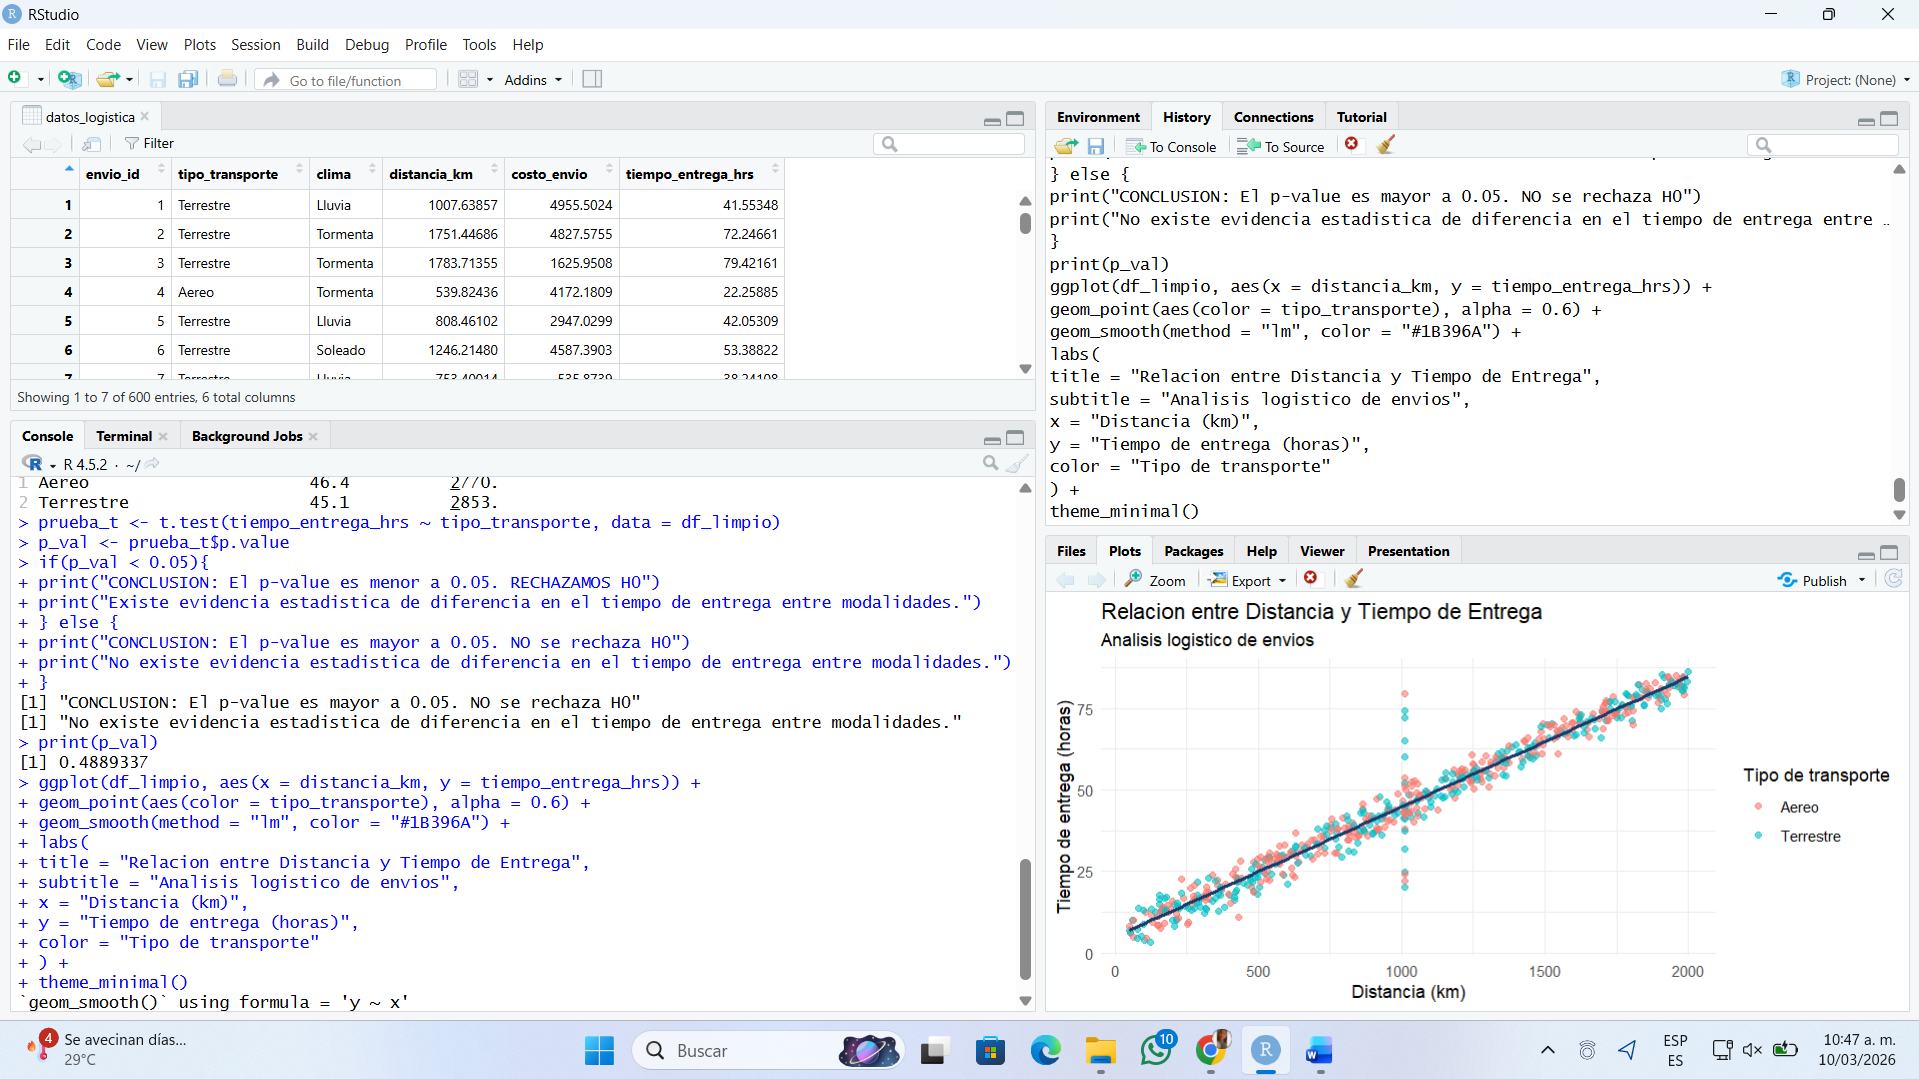 RStudio
File Edit Code View Plots Session Build Debug Profile Tools Help
Go to file/function Addins Project: (None)
datos_logistica
Filter
envio_id tipo_transporte clima distancia_km costo_envio tiempo_entrega_hrs
1 1 Terrestre Lluvia 1007.63857 4955.5024 41.55348
2 2 Terrestre Tormenta 1751.44686 4827.5755 72.24661
3 3 Terrestre Tormenta 1783.71355 1625.9508 79.42161
4 4 Aereo Tormenta 539.82436 4172.1809 22.25885
5 5 Terrestre Lluvia 808.46102 2947.0299 42.05309
6 6 Terrestre Soleado 1246.21480 4587.3903 53.38822
7 7 Terrestre Lluvia 753.40014 535.8739 38.24108
Showing 1 to 7 of 600 entries, 6 total columns
Console Terminal Background Jobs
R R 4.5.2 · ~/
1 Aereo 46.4 2770.
2 Terrestre 45.1 2853.
> prueba_t <- t.test(tiempo_entrega_hrs ~ tipo_transporte, data = df_limpio)
> p_val <- prueba_t$p.value
> if(p_val < 0.05){
+ print("CONCLUSION: El p-value es menor a 0.05. RECHAZAMOS H0")
+ print("Existe evidencia estadistica de diferencia en el tiempo de entrega entre modalidades.")
+ } else {
+ print("CONCLUSION: El p-value es mayor a 0.05. NO se rechaza H0")
+ print("No existe evidencia estadistica de diferencia en el tiempo de entrega entre modalidades.")
+ }
[1] "CONCLUSION: El p-value es mayor a 0.05. NO se rechaza H0"
[1] "No existe evidencia estadistica de diferencia en el tiempo de entrega entre modalidades."
> print(p_val)
[1] 0.4889337
> ggplot(df_limpio, aes(x = distancia_km, y = tiempo_entrega_hrs)) +
+ geom_point(aes(color = tipo_transporte), alpha = 0.6) +
+ geom_smooth(method = "lm", color = "#1B396A") +
+ labs(
+ title = "Relacion entre Distancia y Tiempo de Entrega",
+ subtitle = "Analisis logistico de envios",
+ x = "Distancia (km)",
+ y = "Tiempo de entrega (horas)",
+ color = "Tipo de transporte"
+ ) +
+ theme_minimal()
`geom_smooth()` using formula = 'y ~ x'
Environment History Connections Tutorial
To Console To Source
} else {
print("CONCLUSION: El p-value es mayor a 0.05. NO se rechaza H0")
print("No existe evidencia estadistica de diferencia en el tiempo de entrega entre ..
}
print(p_val)
ggplot(df_limpio, aes(x = distancia_km, y = tiempo_entrega_hrs)) +
geom_point(aes(color = tipo_transporte), alpha = 0.6) +
geom_smooth(method = "lm", color = "#1B396A") +
labs(
title = "Relacion entre Distancia y Tiempo de Entrega",
subtitle = "Analisis logistico de envios",
x = "Distancia (km)",
y = "Tiempo de entrega (horas)",
color = "Tipo de transporte"
) +
theme_minimal()
Files Plots Packages Help Viewer Presentation
Zoom Export Publish
Relacion entre Distancia y Tiempo de Entrega
Analisis logistico de envios
Tiempo de entrega (horas)
75
50
25
0
0 500 1000 1500 2000
Distancia (km)
Tipo de transporte
Aereo
Terrestre
4 Se avecinan días...
29°C
Buscar
10
ESP
ES
10:47 a. m.
10/03/2026